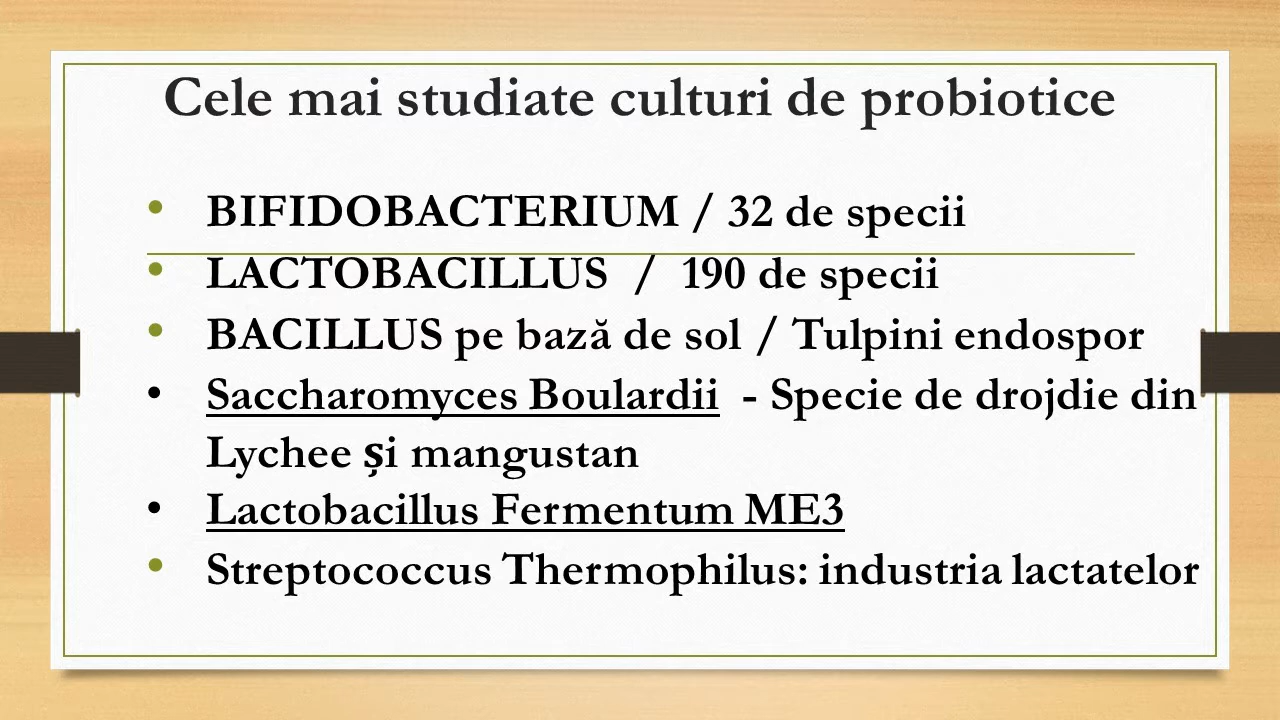 Cele mai studiate culturi de probiotice
• BIFIDOBACTERIUM / 32 de specii
• LACTOBACILLUS / 190 de specii
• BACILLUS pe bază de sol / Tulpini endospor
• Saccharomyces Boulardii - Specie de drojdie din
Lychee și mangustan
• Lactobacillus Fermentum ME3
• Streptococcus Thermophilus: industria lactatelor